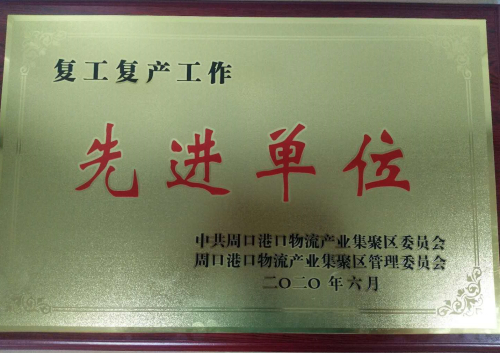 复工复产工作
先进单位
中共周口港口物流产业集聚区委员会
周口港口物流产业集聚区管理委员会
二〇二〇年六月